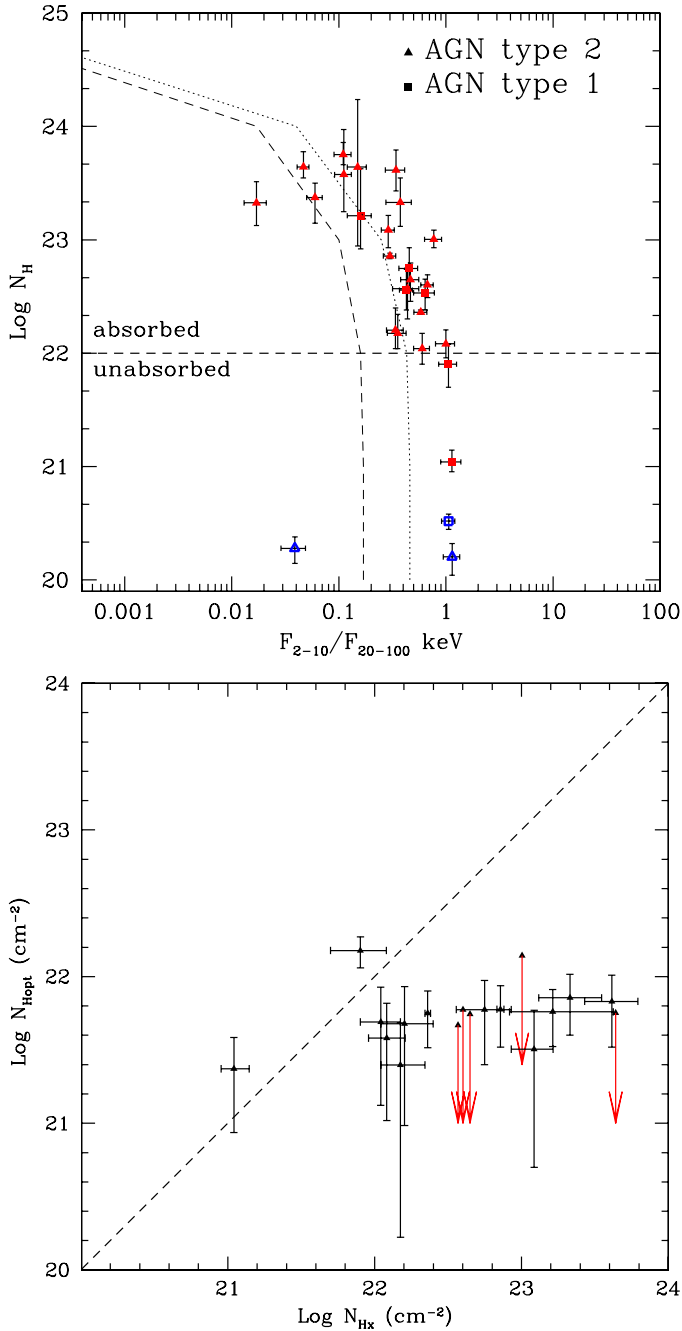 25
24
23
22
21
20
Log N_H
AGN type 2
AGN type 1
absorbed
unabsorbed
0.001
0.01
0.1
1
10
100
F_2−10/F_20−100 keV
24
23
22
21
20
Log N_Hopt (cm^−2)
21
22
23
24
Log N_Hx (cm^−2)